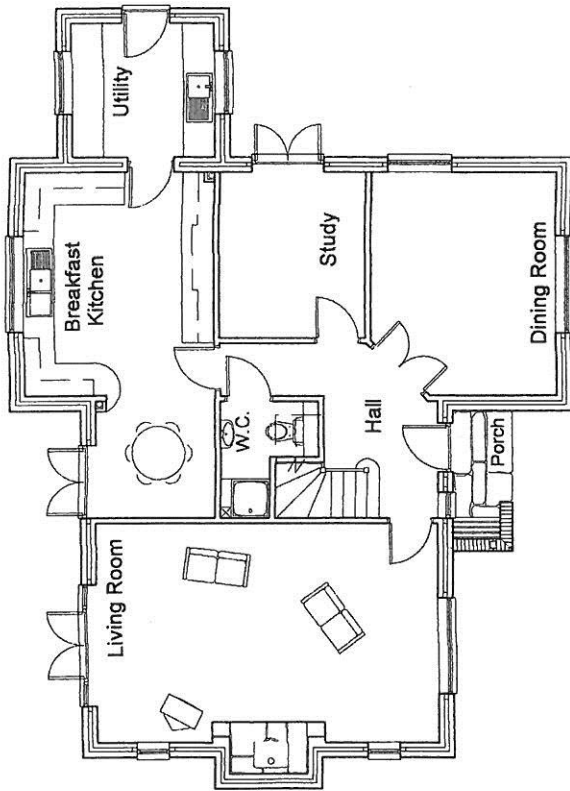 Utility
Breakfast
Kitchen
Study
Dining Room
W.C.
Hall
Porch
Living Room